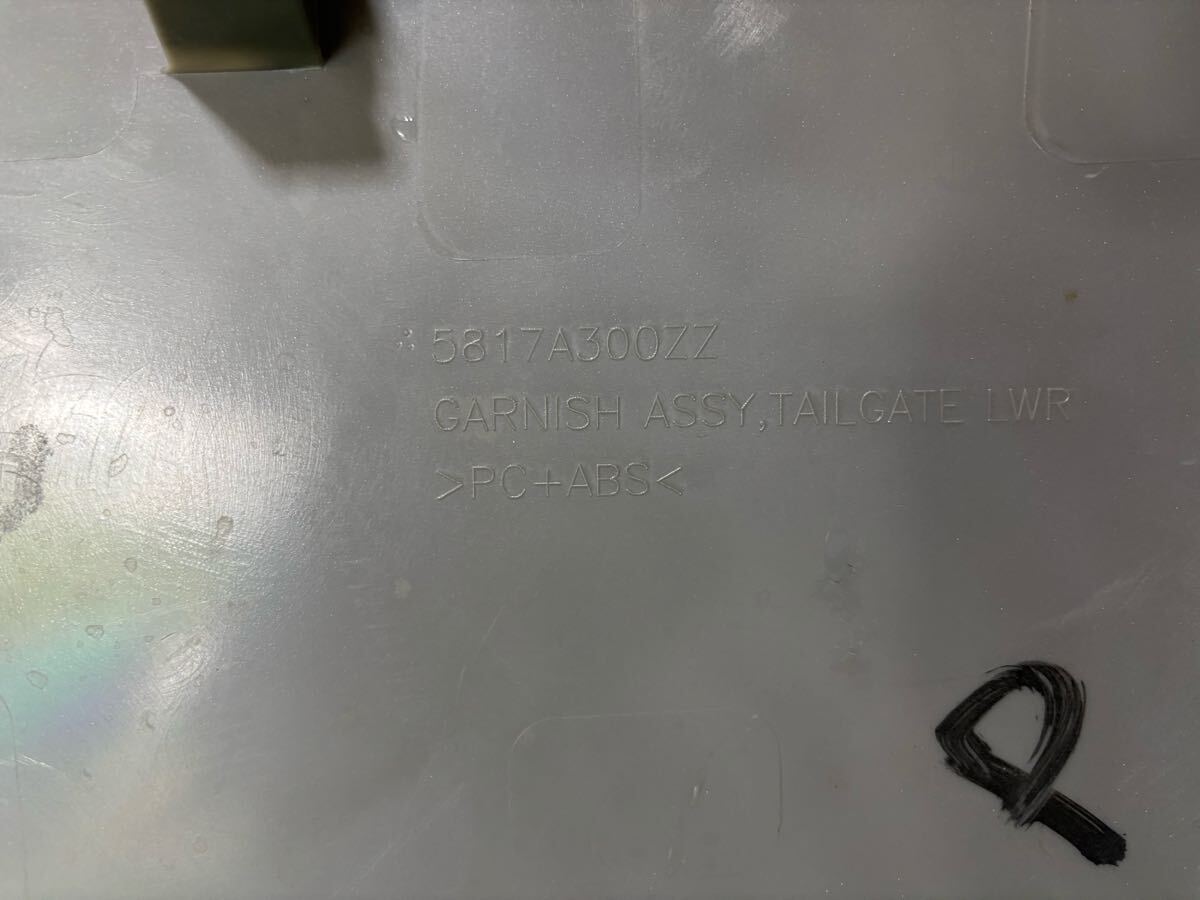 5817A300ZZ
GARNISH ASSY,TAILGATE LWR
>PC+ABS<